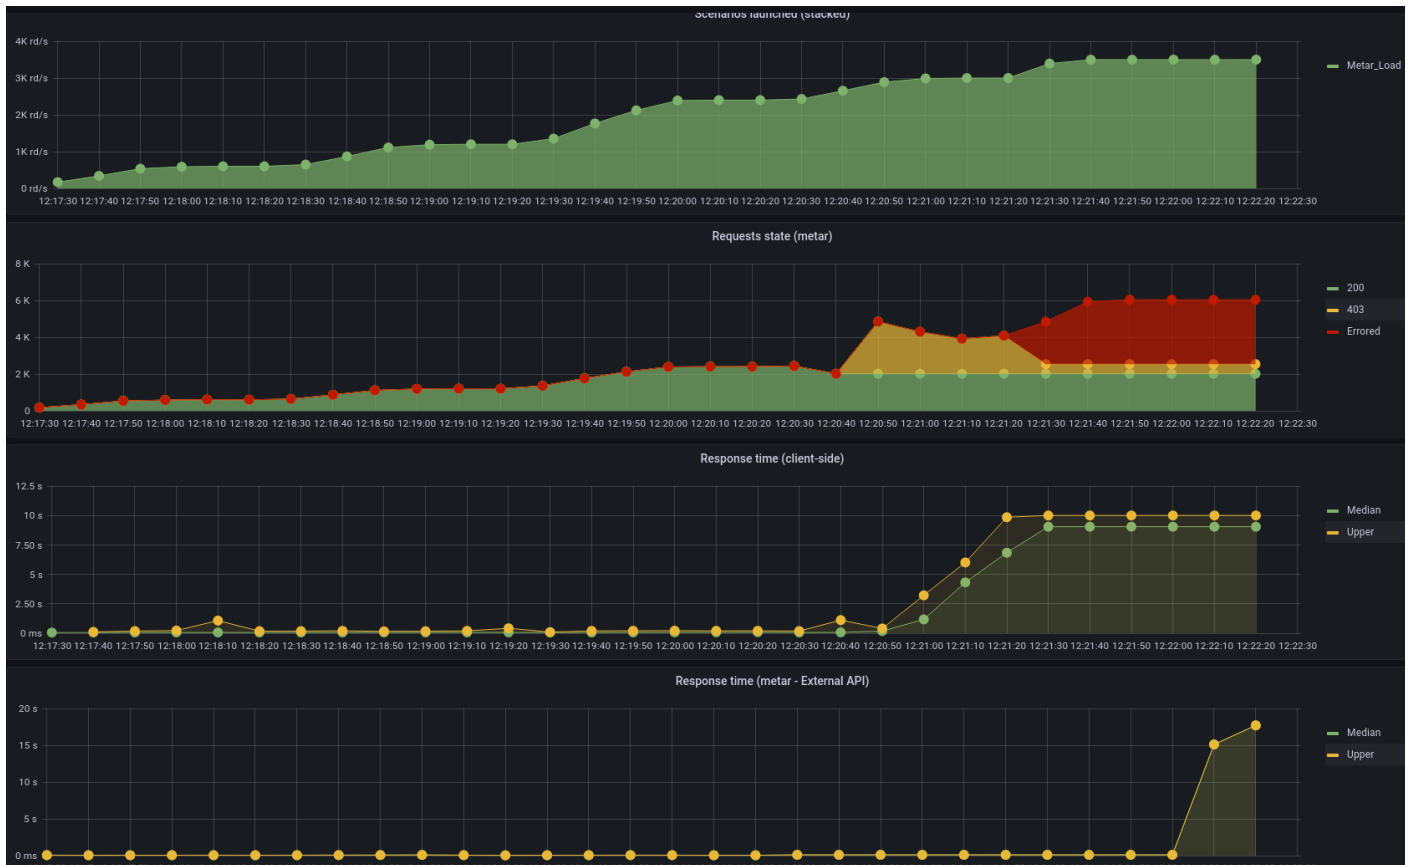 Scenarios launched (stacked)
4K rd/s
3K rd/s
2K rd/s
1K rd/s
0 rd/s
12:17:30 12:17:40 12:17:50 12:18:00 12:18:10 12:18:20 12:18:30 12:18:40 12:18:50 12:19:00 12:19:10 12:19:20 12:19:30 12:19:40 12:19:50 12:20:00 12:20:10 12:20:20 12:20:30 12:20:40 12:20:50 12:21:00 12:21:10 12:21:20 12:21:30 12:21:40 12:21:50 12:22:00 12:22:10 12:22:20 12:22:30
Metar_Load
Requests state (metar)
8 K
6 K
4 K
2 K
0
12:17:30 12:17:40 12:17:50 12:18:00 12:18:10 12:18:20 12:18:30 12:18:40 12:18:50 12:19:00 12:19:10 12:19:20 12:19:30 12:19:40 12:19:50 12:20:00 12:20:10 12:20:20 12:20:30 12:20:40 12:20:50 12:21:00 12:21:10 12:21:20 12:21:30 12:21:40 12:21:50 12:22:00 12:22:10 12:22:20 12:22:30
200
403
Errored
Response time (client-side)
12.5 s
10 s
7.50 s
5 s
2.50 s
0 ms
12:17:30 12:17:40 12:17:50 12:18:00 12:18:10 12:18:20 12:18:30 12:18:40 12:18:50 12:19:00 12:19:10 12:19:20 12:19:30 12:19:40 12:19:50 12:20:00 12:20:10 12:20:20 12:20:30 12:20:40 12:20:50 12:21:00 12:21:10 12:21:20 12:21:30 12:21:40 12:21:50 12:22:00 12:22:10 12:22:20 12:22:30
Median
Upper
Response time (metar - External API)
20 s
15 s
10 s
5 s
0 ms
Median
Upper